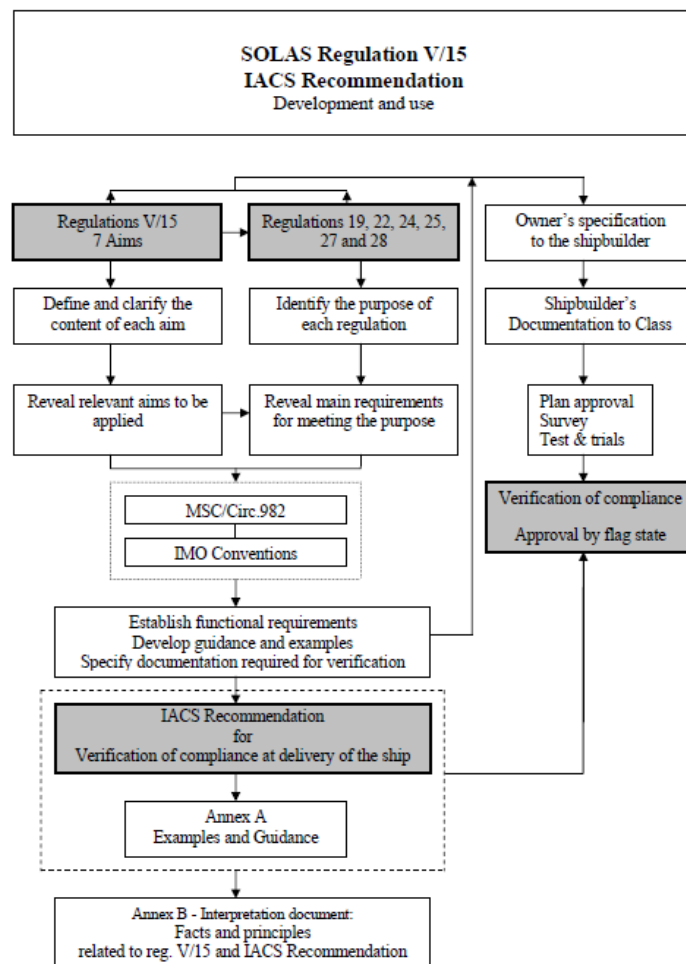 SOLAS Regulation V/15
IACS Recommendation
Development and use
Regulations V/15
7 Aims
Regulations 19, 22, 24, 25,
27 and 28
Owner's specification
to the shipbuilder
Define and clarify the
content of each aim
Identify the purpose of
each regulation
Shipbuilder's
Documentation to Class
Reveal relevant aims to be
applied
Reveal main requirements
for meeting the purpose
Plan approval
Survey
Test & trials
MSC/Circ.982
IMO Conventions
Verification of compliance
Approval by flag state
Establish functional requirements
Develop guidance and examples
Specify documentation required for verification
IACS Recommendation
for
Verification of compliance at delivery of the ship
Annex A
Examples and Guidance
Annex B - Interpretation document:
Facts and principles
related to reg. V/15 and IACS Recommendation